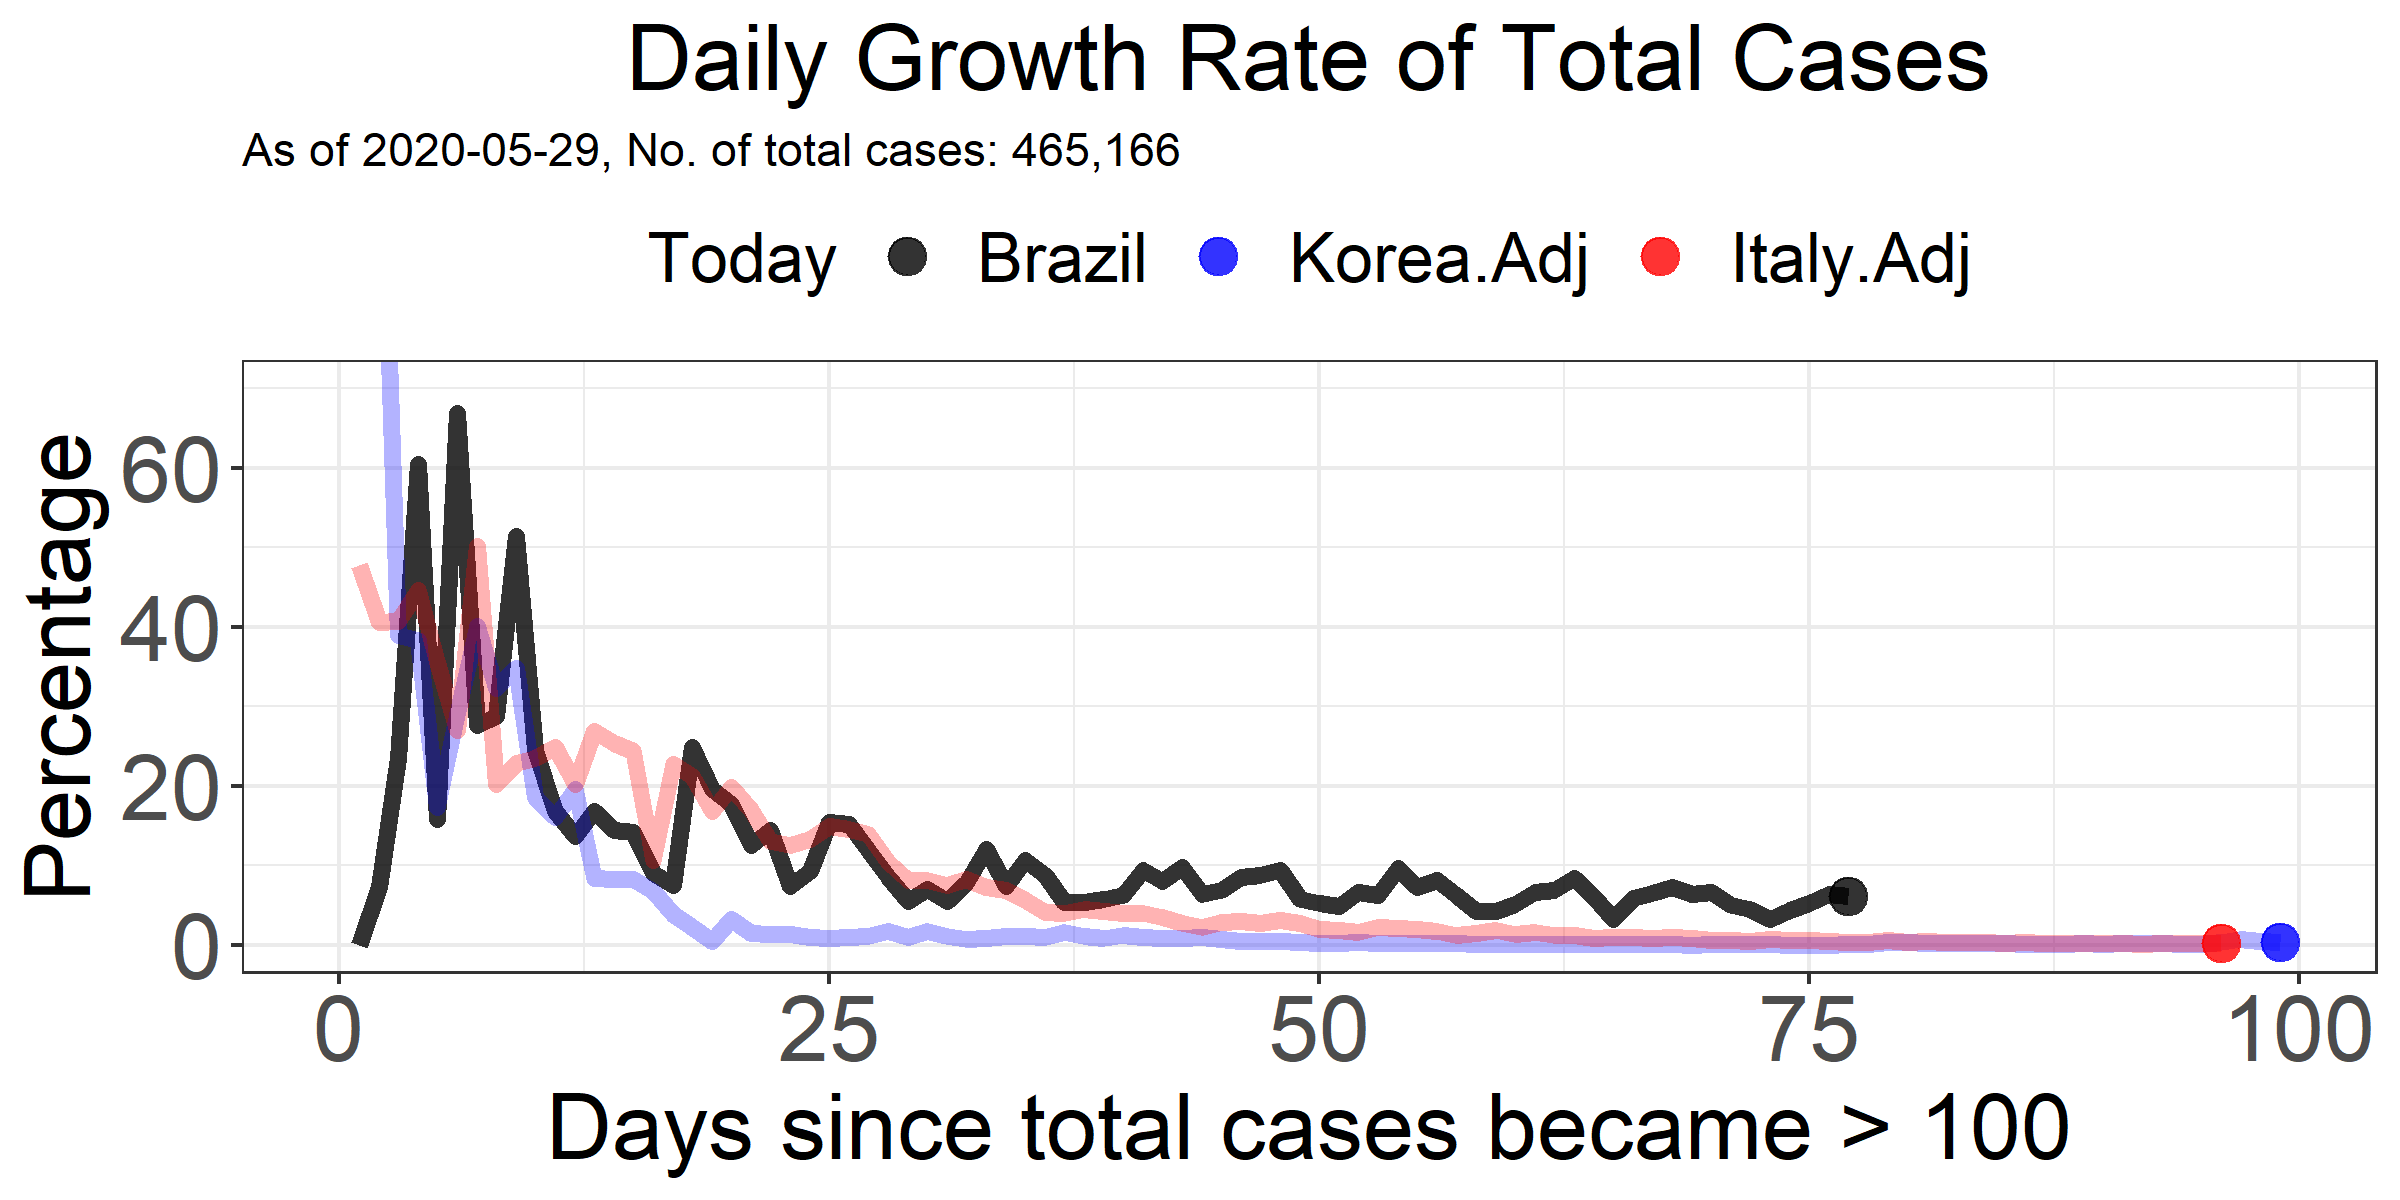 Daily Growth Rate of Total Cases
As of 2020-05-29, No. of total cases: 465,166
Today Brazil Korea.Adj Italy.Adj
Percentage
60
40
20
0
0 25 50 75 100
Days since total cases became > 100